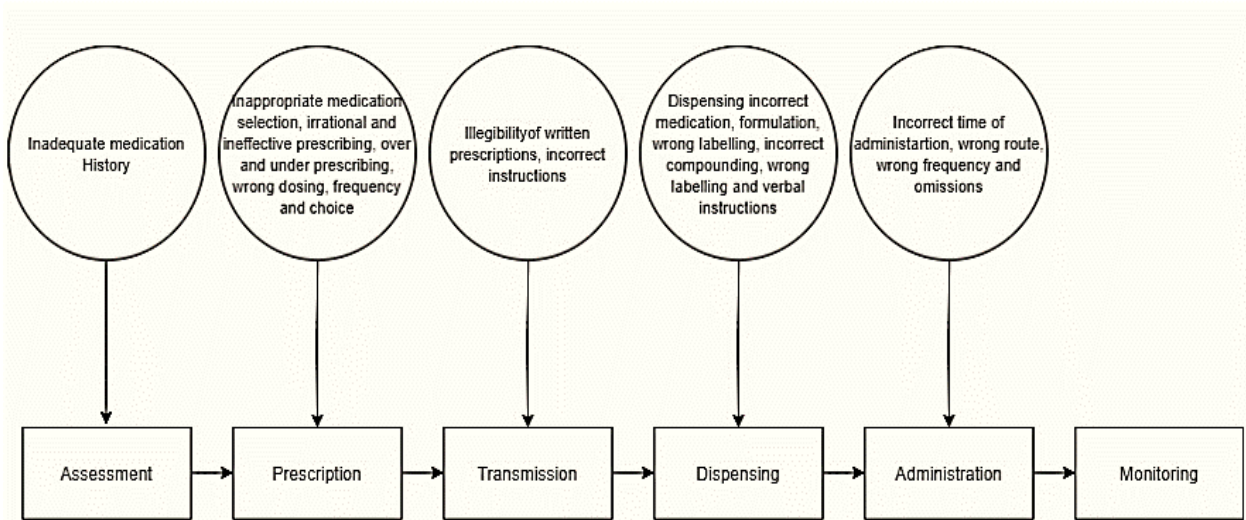 Inadequate medication
History
Inappropriate medication
selection, irrational and
ineffective prescribing, over
and under prescribing,
wrong dosing, frequency
and choice
Illegibilityof written
prescriptions, incorrect
instructions
Dispensing incorrect
medication, formulation,
wrong labelling, incorrect
compounding, wrong
labelling and verbal
instructions
Incorrect time of
administartion, wrong route,
wrong frequency and
omissions
Assessment
Prescription
Transmission
Dispensing
Administration
Monitoring